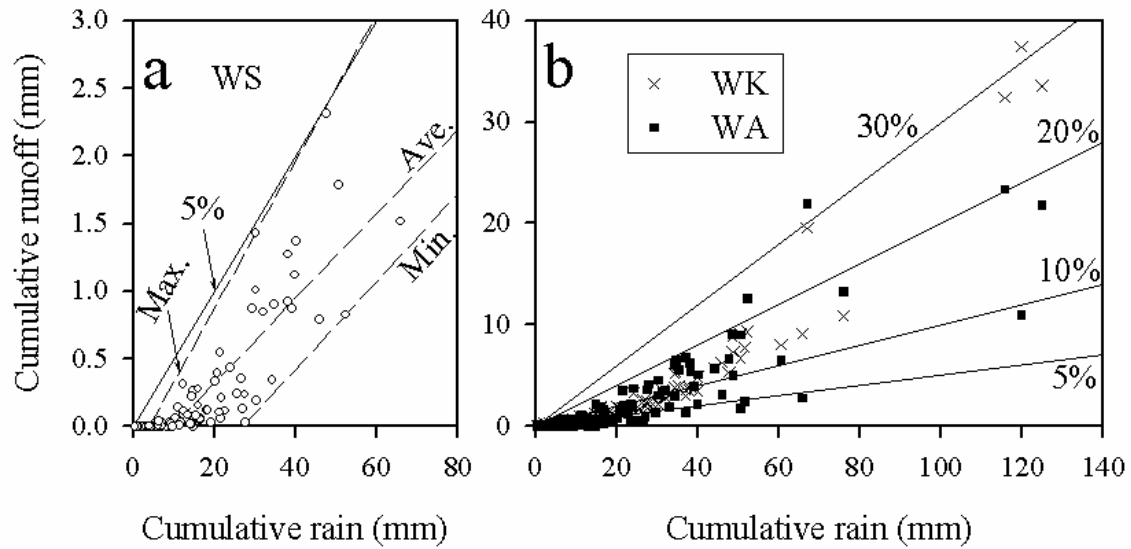 a
WS
Cumulative runoff (mm)
3.0
2.5
2.0
1.5
1.0
0.5
0.0
5%
Max.
Ave.
Min.
0 20 40 60 80
Cumulative rain (mm)
b
WK
WA
40
30
20
10
0
30%
20%
10%
5%
0 20 40 60 80 100 120 140
Cumulative rain (mm)